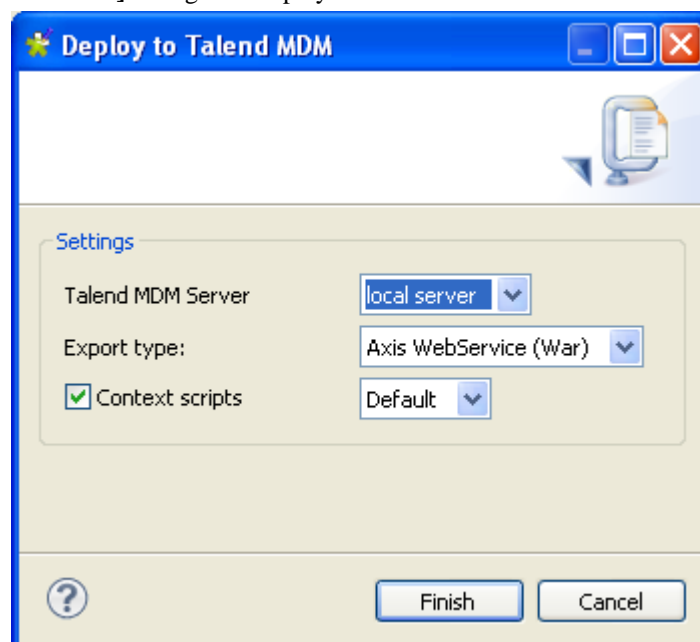 Deploy to Talend MDM
Settings
Talend MDM Server local server
Export type: Axis WebService (War)
Context scripts Default
?
Finish Cancel